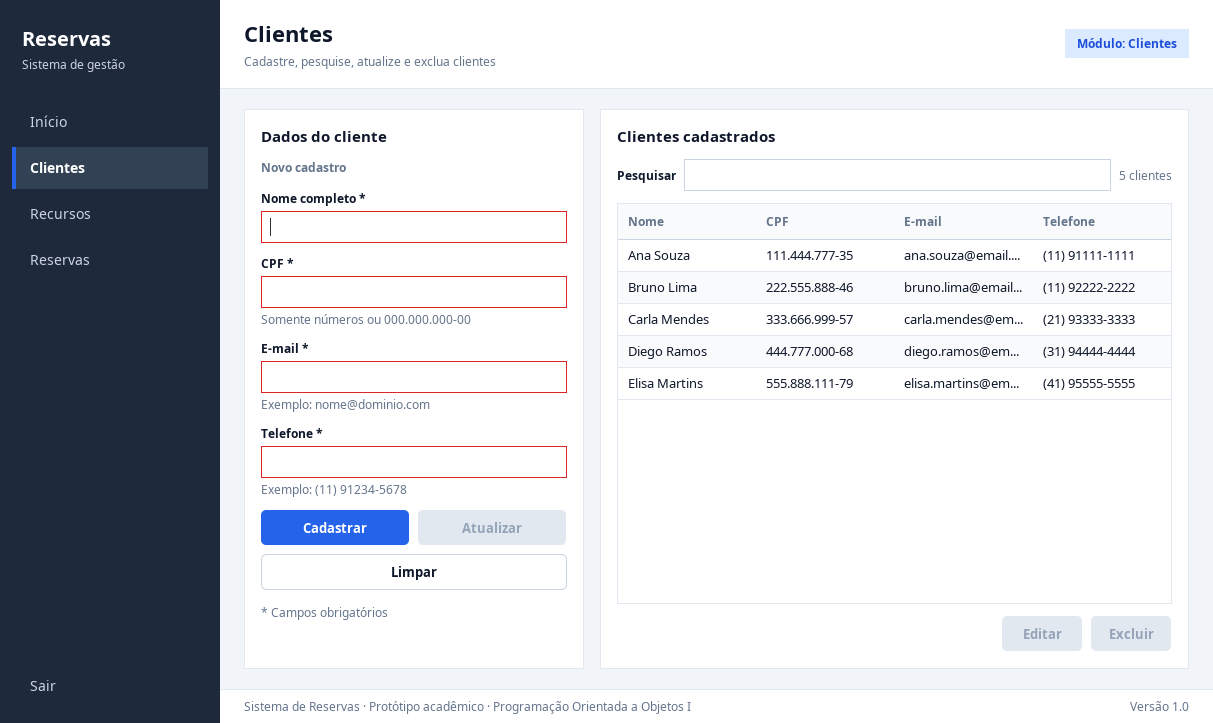 Reservas
Sistema de gestão
Início
Clientes
Recursos
Reservas
Sair
Clientes
Cadastre, pesquise, atualize e exclua clientes
Módulo: Clientes
Dados do cliente
Novo cadastro
Nome completo *
CPF *
Somente números ou 000.000.000-00
E-mail *
Exemplo: nome@dominio.com
Telefone *
Exemplo: (11) 91234-5678
Cadastrar Atualizar
Limpar
* Campos obrigatórios
Clientes cadastrados
Pesquisar 5 clientes
Nome CPF E-mail Telefone
Ana Souza 111.444.777-35 ana.souza@email.... (11) 91111-1111
Bruno Lima 222.555.888-46 bruno.lima@email... (11) 92222-2222
Carla Mendes 333.666.999-57 carla.mendes@em... (21) 93333-3333
Diego Ramos 444.777.000-68 diego.ramos@em... (31) 94444-4444
Elisa Martins 555.888.111-79 elisa.martins@em... (41) 95555-5555
Editar Excluir
Sistema de Reservas · Protótipo acadêmico · Programação Orientada a Objetos I
Versão 1.0